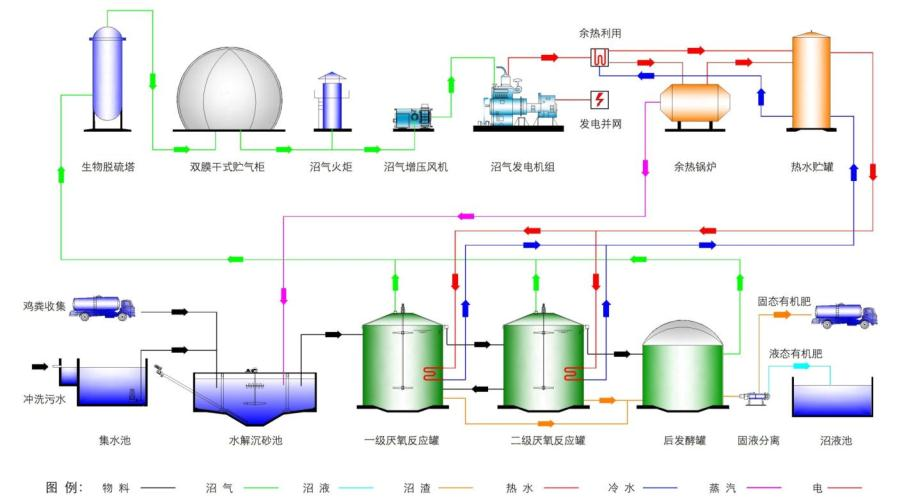 余热利用
发电并网
生物脱硫塔
双膜干式贮气柜
沼气火炬
沼气增压风机
沼气发电机组
余热锅炉
热水贮罐
鸡粪收集
冲洗污水
固态有机肥
液态有机肥
集水池
水解沉砂池
一级厌氧反应罐
二级厌氧反应罐
后发酵罐
固液分离
沼液池
图 例： 物 料 沼 气 沼 液 沼 渣 热 水 冷 水 蒸 汽 电